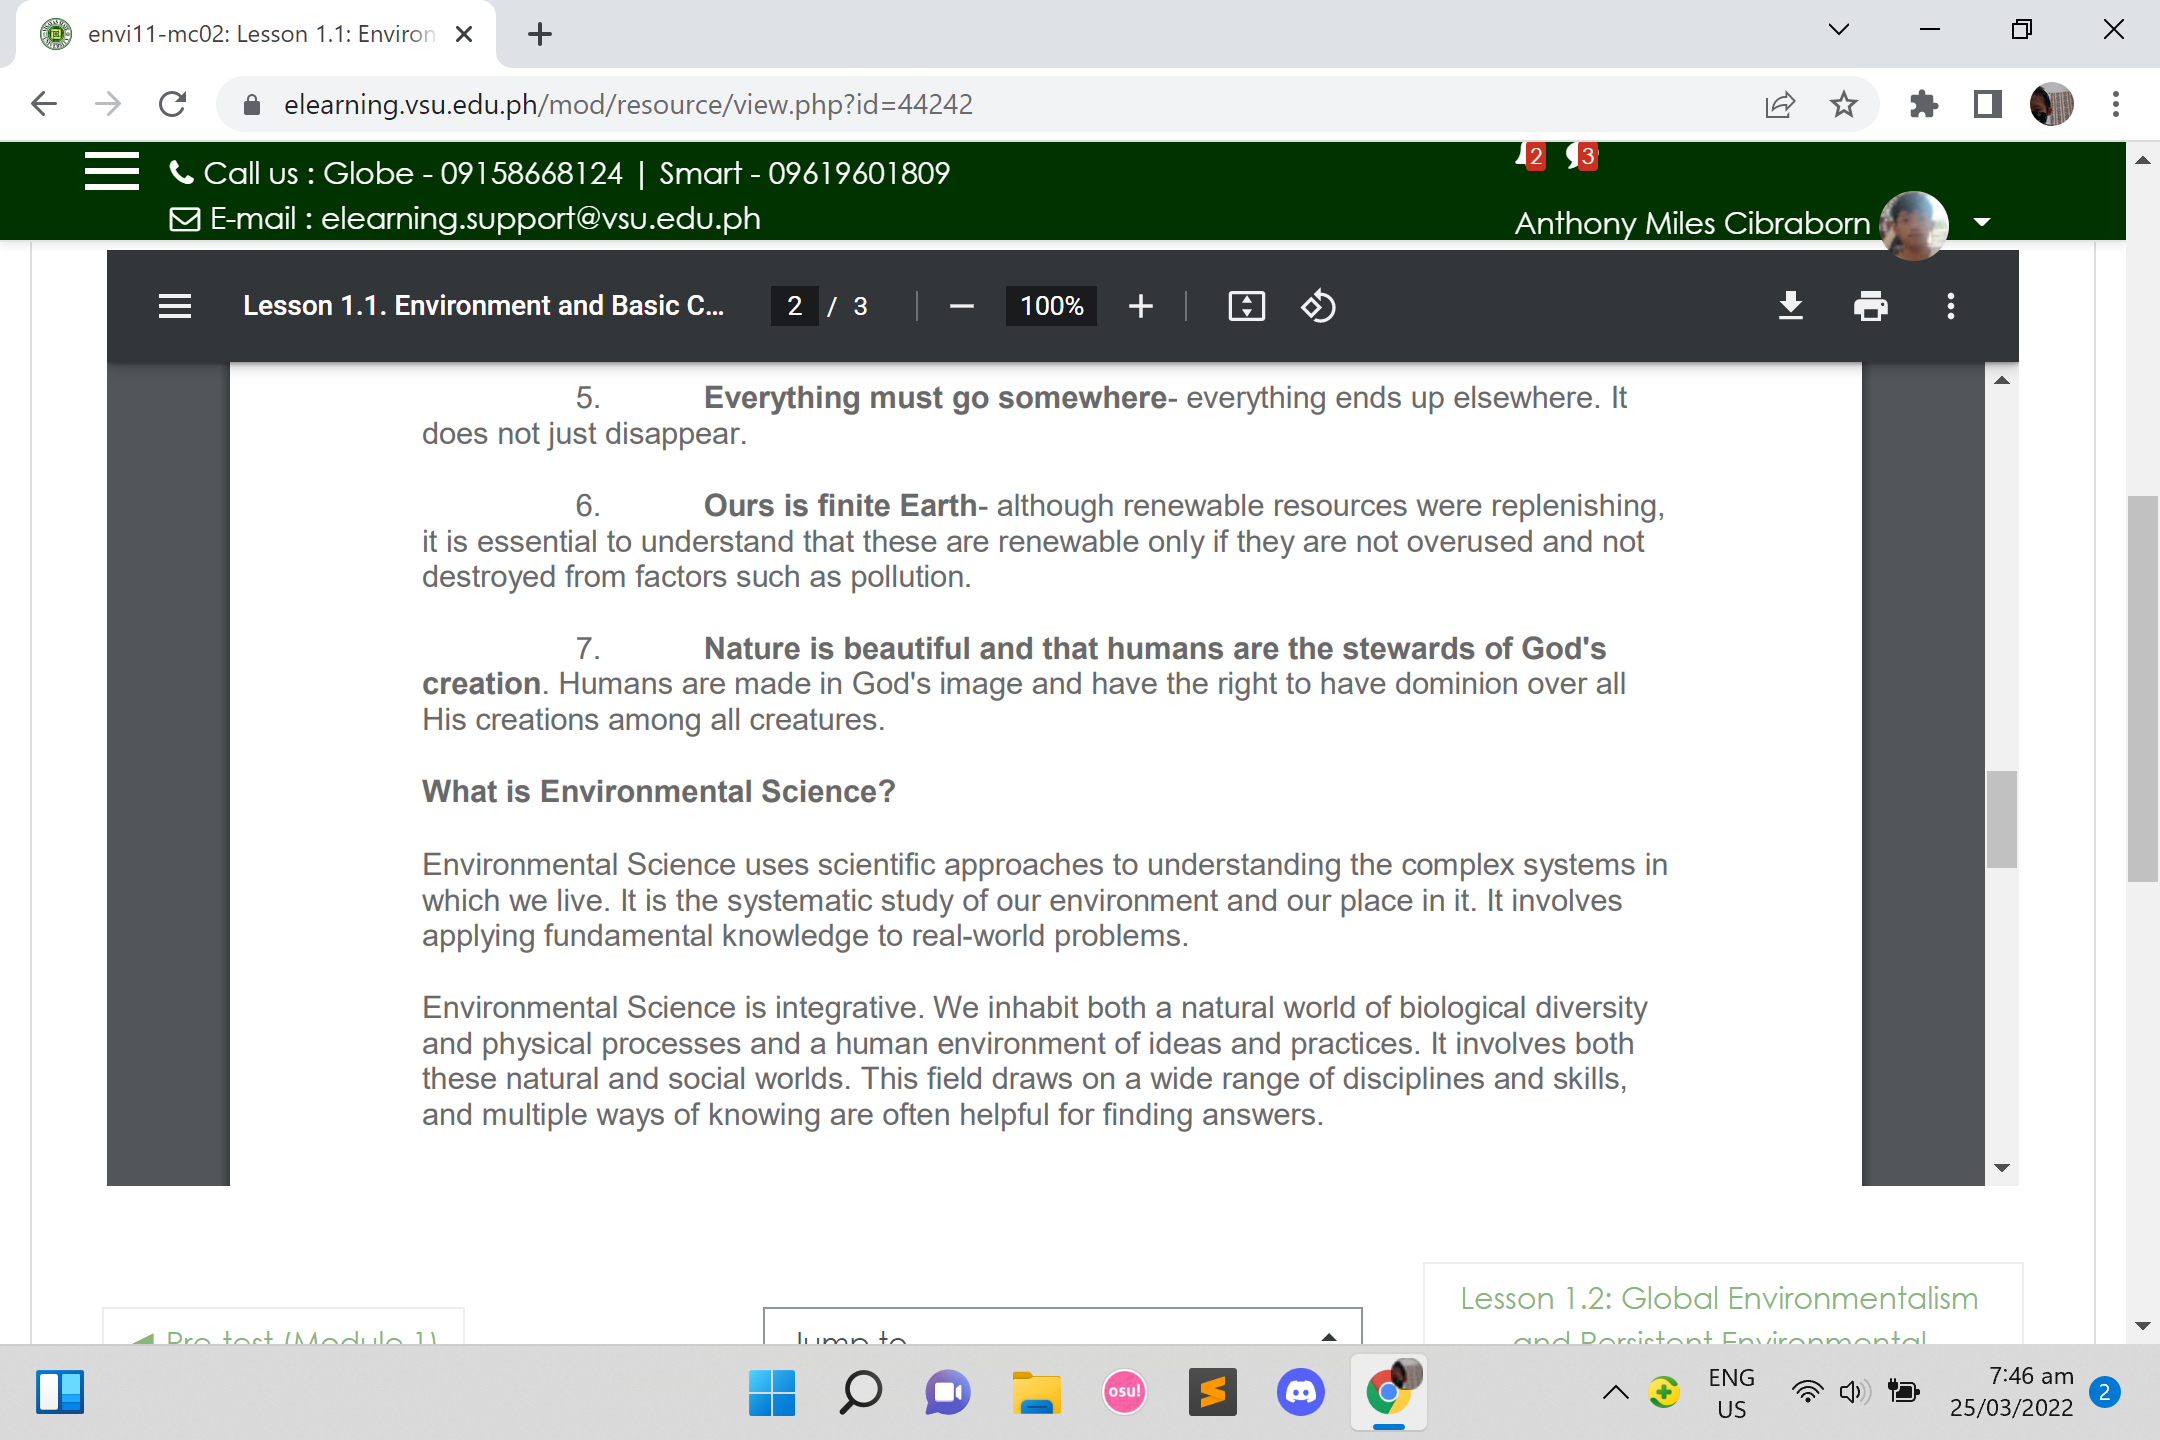 envi11-mc02: Lesson 1.1: Environ
elearning.vsu.edu.ph/mod/resource/view.php?id=44242
Call us : Globe - 09158668124 | Smart - 09619601809
2 3
E-mail : elearning.support@vsu.edu.ph
Anthony Miles Cibraborn
Lesson 1.1. Environment and Basic C... 2 / 3 100%
5. Everything must go somewhere- everything ends up elsewhere. It
does not just disappear.
6. Ours is finite Earth- although renewable resources were replenishing,
it is essential to understand that these are renewable only if they are not overused and not
destroyed from factors such as pollution.
7. Nature is beautiful and that humans are the stewards of God's
creation. Humans are made in God's image and have the right to have dominion over all
His creations among all creatures.
What is Environmental Science?
Environmental Science uses scientific approaches to understanding the complex systems in
which we live. It is the systematic study of our environment and our place in it. It involves
applying fundamental knowledge to real-world problems.
Environmental Science is integrative. We inhabit both a natural world of biological diversity
and physical processes and a human environment of ideas and practices. It involves both
these natural and social worlds. This field draws on a wide range of disciplines and skills,
and multiple ways of knowing are often helpful for finding answers.
Lesson 1.2: Global Environmentalism
and Persistent Environmental
◄ Pre-test (Module 1)
Jump to...
osu!
ENG
US
7:46 am
25/03/2022
2